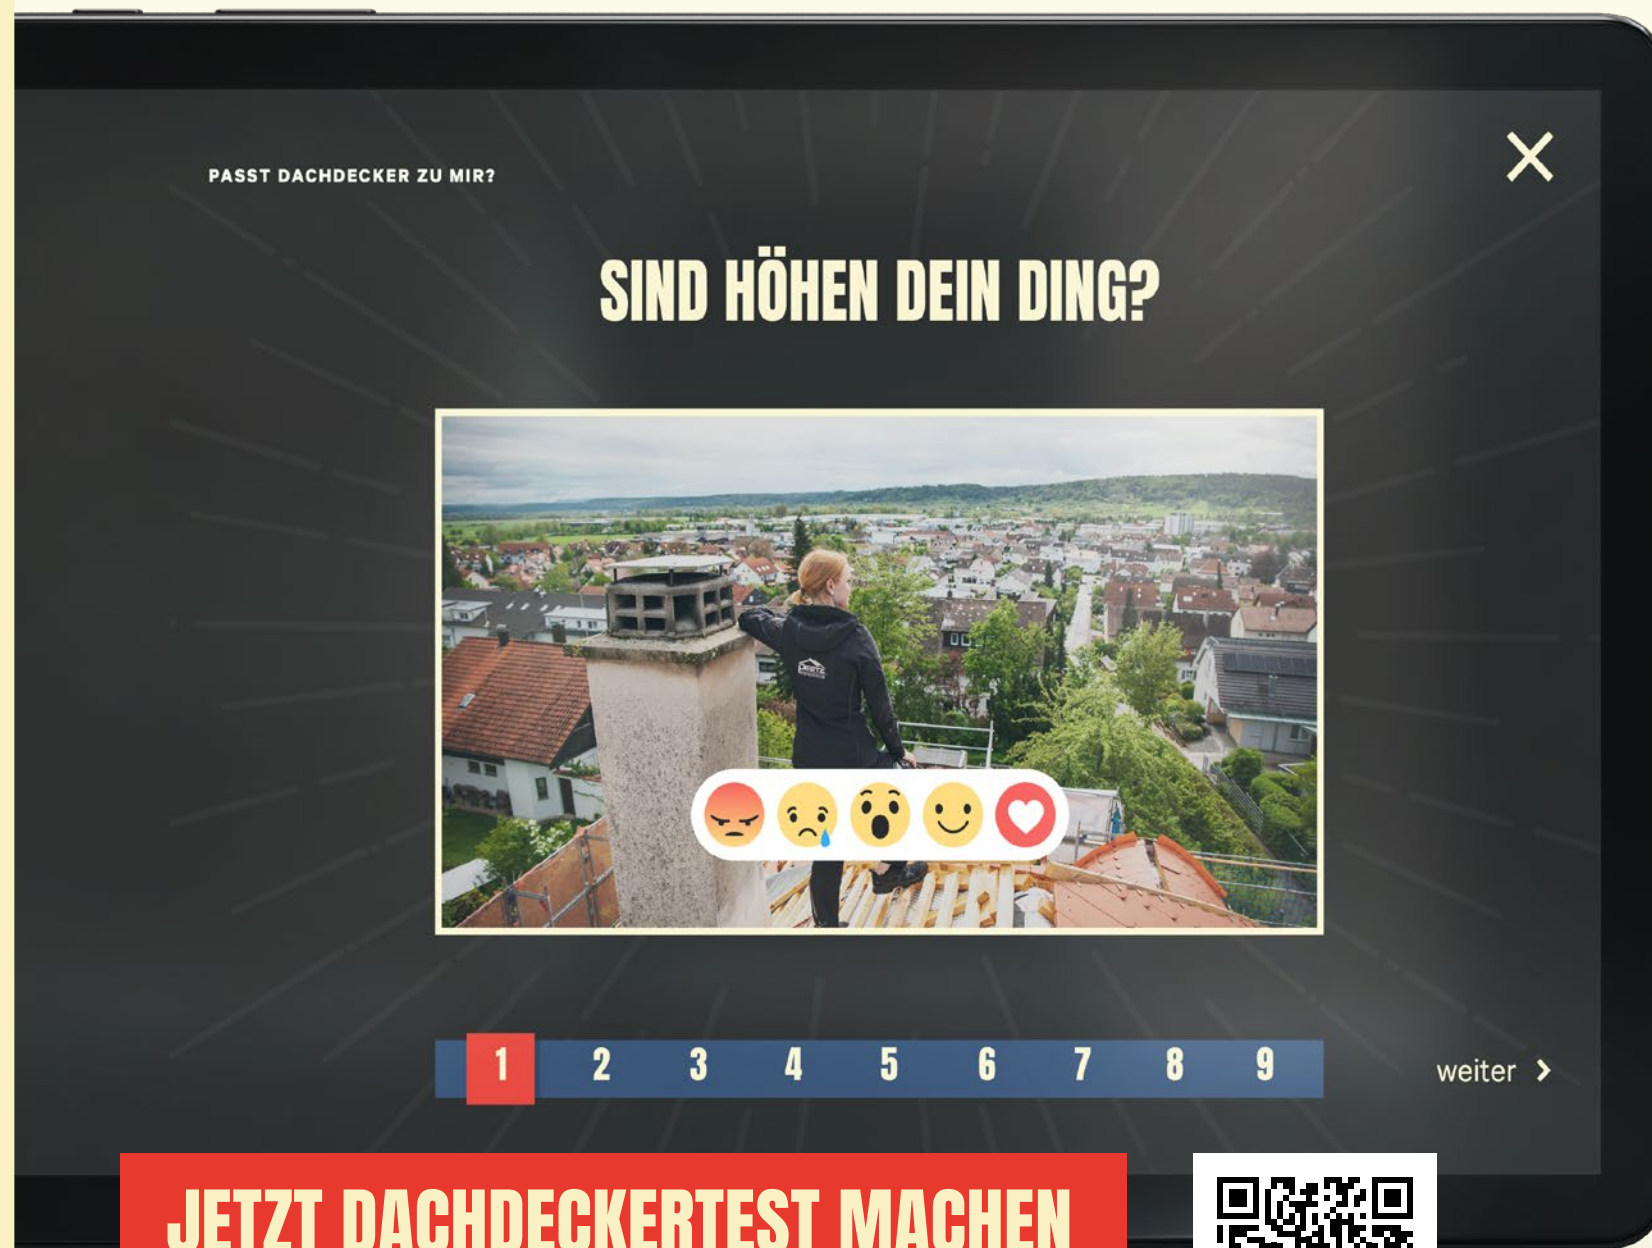 PASST DACHDECKER ZU MIR?
SIND HÖHEN DEIN DING?
1 2 3 4 5 6 7 8 9
weiter
JETZT DACHDECKERTEST MACHEN